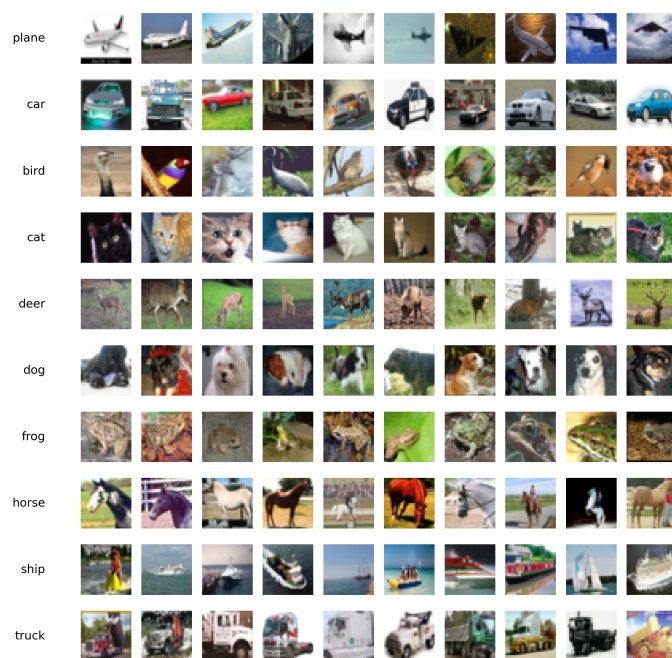 plane
car
bird
cat
deer
dog
frog
horse
ship
truck